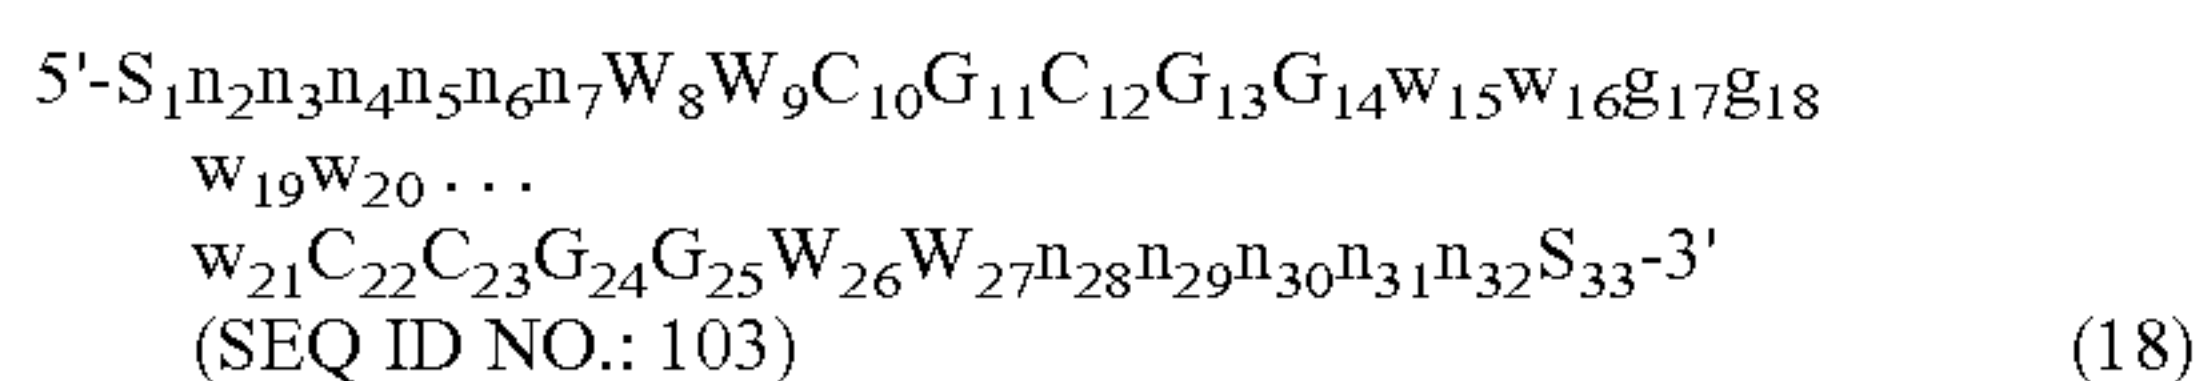 5'-S₁n₂n₃n₄n₅n₆n₇W₈W₉C₁₀G₁₁C₁₂G₁₃G₁₄w₁₅w₁₆g₁₇g₁₈
w₁₉w₂₀ . . .
w₂₁C₂₂C₂₃G₂₄G₂₅W₂₆W₂₇n₂₈n₂₉n₃₀n₃₁n₃₂S₃₃-3'
(SEQ ID NO.: 103) (18)